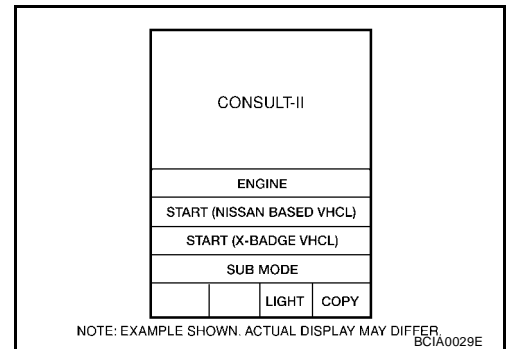 CONSULT-II
ENGINE
START (NISSAN BASED VHCL)
START (X-BADGE VHCL)
SUB MODE
LIGHT COPY
NOTE: EXAMPLE SHOWN. ACTUAL DISPLAY MAY DIFFER.
BCIA0029E